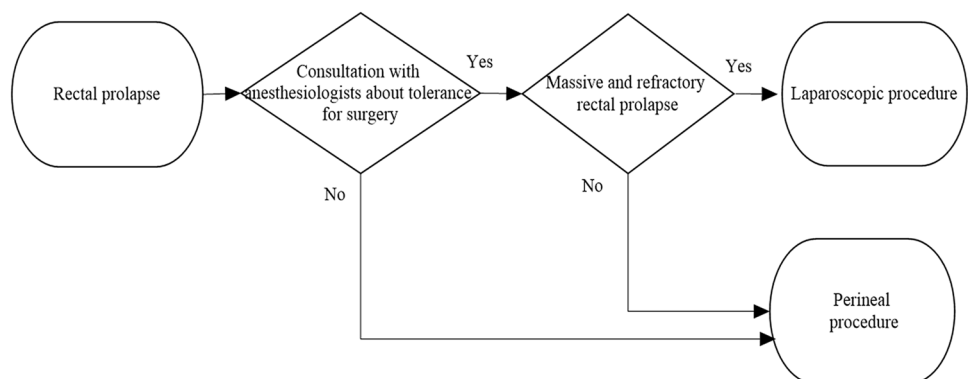 Rectal prolapse
Consultation with
anesthesiologists about tolerance
for surgery
Yes
Massive and refractory
rectal prolapse
Yes
Laparoscopic procedure
No
No
Perineal
procedure